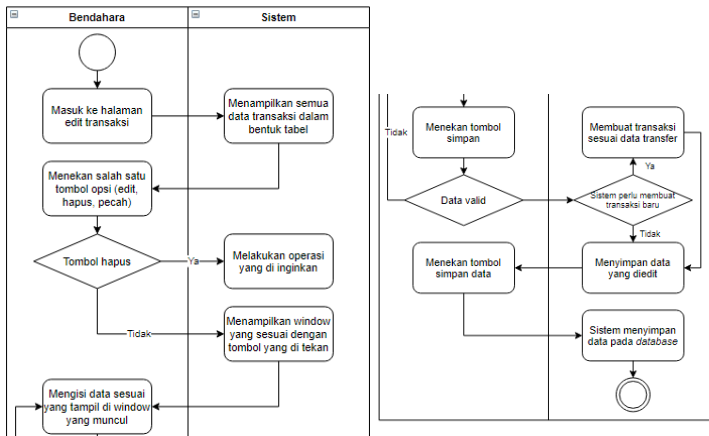 Bendahara
Sistem
Masuk ke halaman
edit transaksi
Menampilkan semua
data transaksi dalam
bentuk tabel
Menekan salah satu
tombol opsi (edit,
hapus, pecah)
Tombol hapus
Ya
Melakukan operasi
yang di inginkan
Tidak
Menampilkan window
yang sesuai dengan
tombol yang di tekan
Mengisi data sesuai
yang tampil di window
yang muncul
Tidak
Menekan tombol
simpan
Membuat transaksi
sesuai data transfer
Ya
Data valid
Sistem perlu membuat
transaksi baru
Tidak
Menekan tombol
simpan data
Menyimpan data
yang diedit
Sistem menyimpan
data pada database